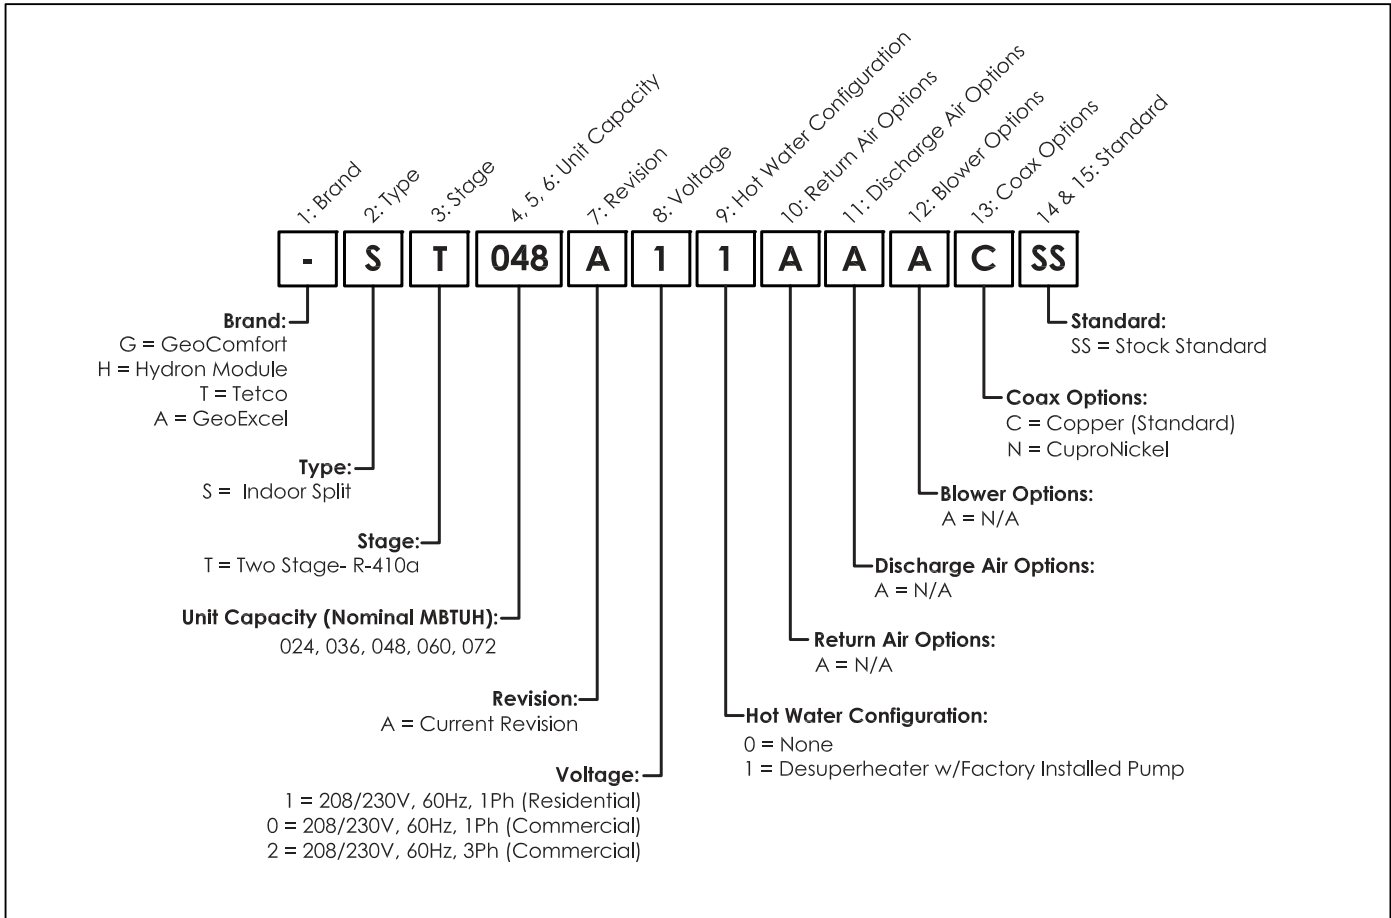 1: Brand
2: Type
3: Stage
4, 5, 6: Unit Capacity
7: Revision
8: Voltage
9: Hot Water Configuration
10: Return Air Options
11: Discharge Air Options
12: Blower Options
13: Coax Options
14 & 15: Standard
- S T 048 A 1 1 A A A C SS
Brand:
G = GeoComfort
H = Hydron Module
T = Tetco
A = GeoExcel
Type:
S = Indoor Split
Stage:
T = Two Stage- R-410a
Unit Capacity (Nominal MBTUH):
024, 036, 048, 060, 072
Revision:
A = Current Revision
Voltage:
1 = 208/230V, 60Hz, 1Ph (Residential)
0 = 208/230V, 60Hz, 1Ph (Commercial)
2 = 208/230V, 60Hz, 3Ph (Commercial)
Standard:
SS = Stock Standard
Coax Options:
C = Copper (Standard)
N = CuproNickel
Blower Options:
A = N/A
Discharge Air Options:
A = N/A
Return Air Options:
A = N/A
Hot Water Configuration:
0 = None
1 = Desuperheater w/Factory Installed Pump